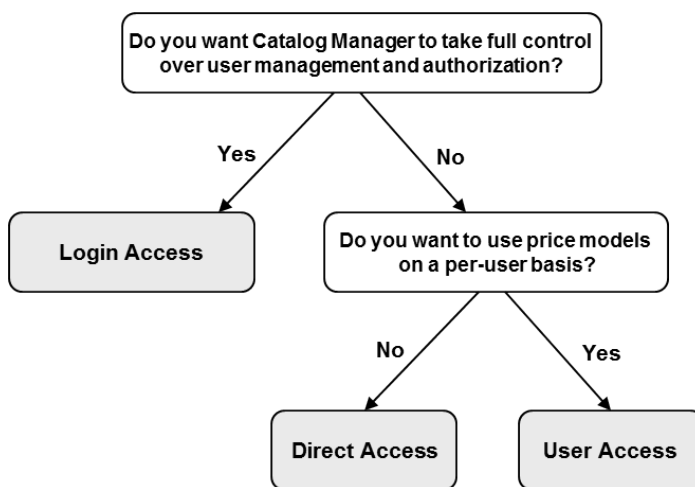 Do you want Catalog Manager to take full control
over user management and authorization?
Yes
No
Login Access
Do you want to use price models
on a per-user basis?
No
Yes
Direct Access
User Access